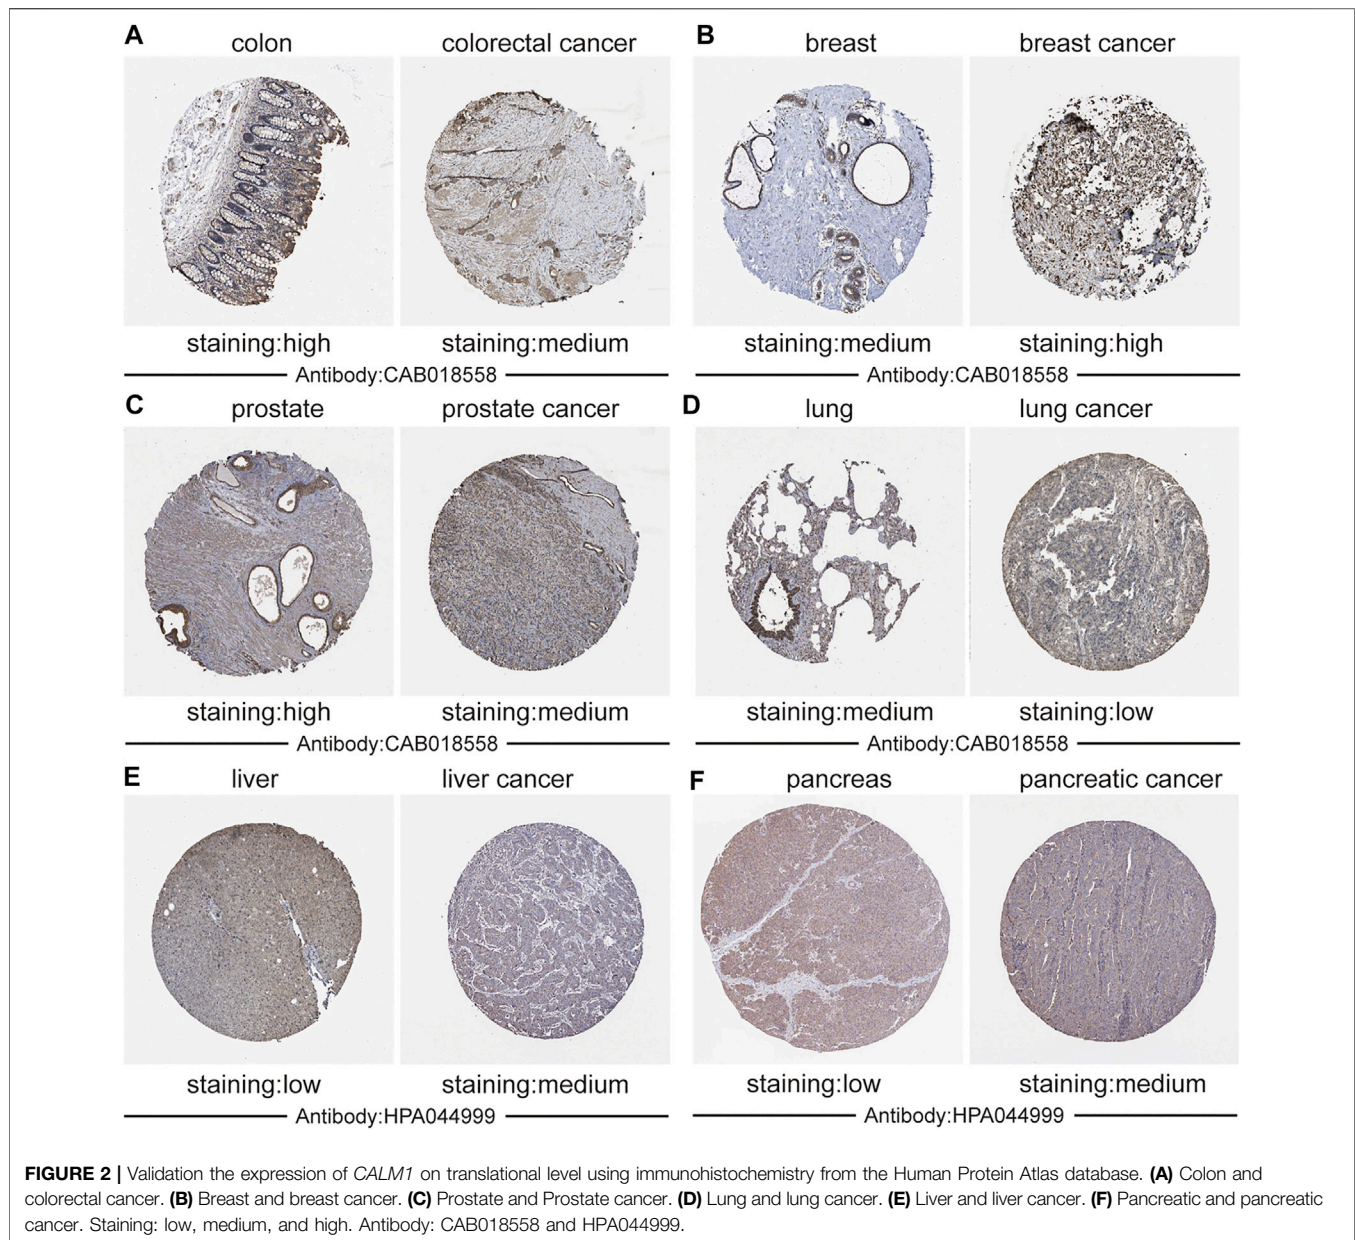 A
colon
colorectal cancer
B
breast
breast cancer
staining:high
staining:medium
staining:medium
staining:high
Antibody:CAB018558
Antibody:CAB018558
C
prostate
prostate cancer
D
lung
lung cancer
staining:high
staining:medium
staining:medium
staining:low
Antibody:CAB018558
Antibody:CAB018558
E
liver
liver cancer
F
pancreas
pancreatic cancer
staining:low
staining:medium
staining:low
staining:medium
Antibody:HPA044999
Antibody:HPA044999
FIGURE 2 | Validation the expression of CALM1 on translational level using immunohistochemistry from the Human Protein Atlas database. (A) Colon and
colorectal cancer. (B) Breast and breast cancer. (C) Prostate and Prostate cancer. (D) Lung and lung cancer. (E) Liver and liver cancer. (F) Pancreatic and pancreatic
cancer. Staining: low, medium, and high. Antibody: CAB018558 and HPA044999.